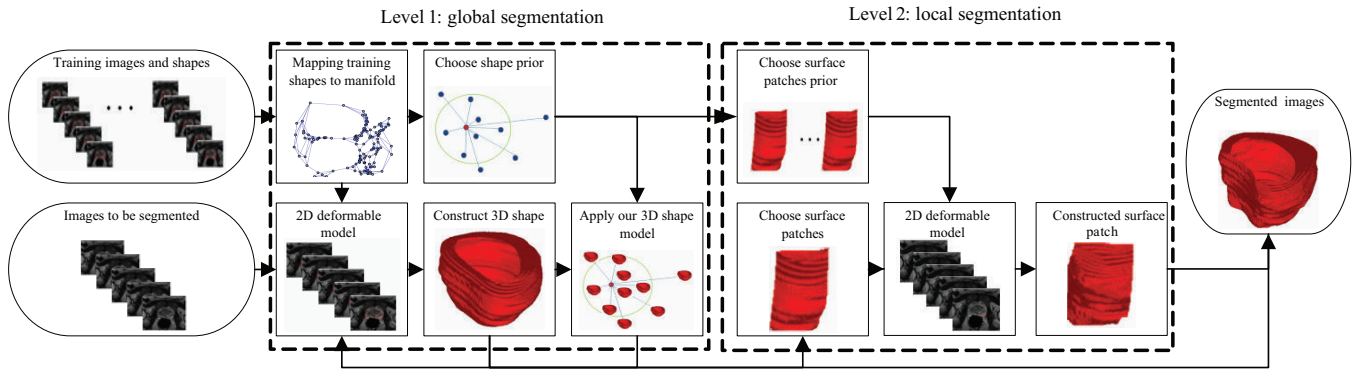 Level 1: global segmentation
Level 2: local segmentation
Training images and shapes
Mapping training
shapes to manifold
Choose shape prior
Choose surface
patches prior
Segmented images
Images to be segmented
2D deformable
model
Construct 3D shape
Apply our 3D shape
model
Choose surface
patches
2D deformable
model
Constructed surface
patch